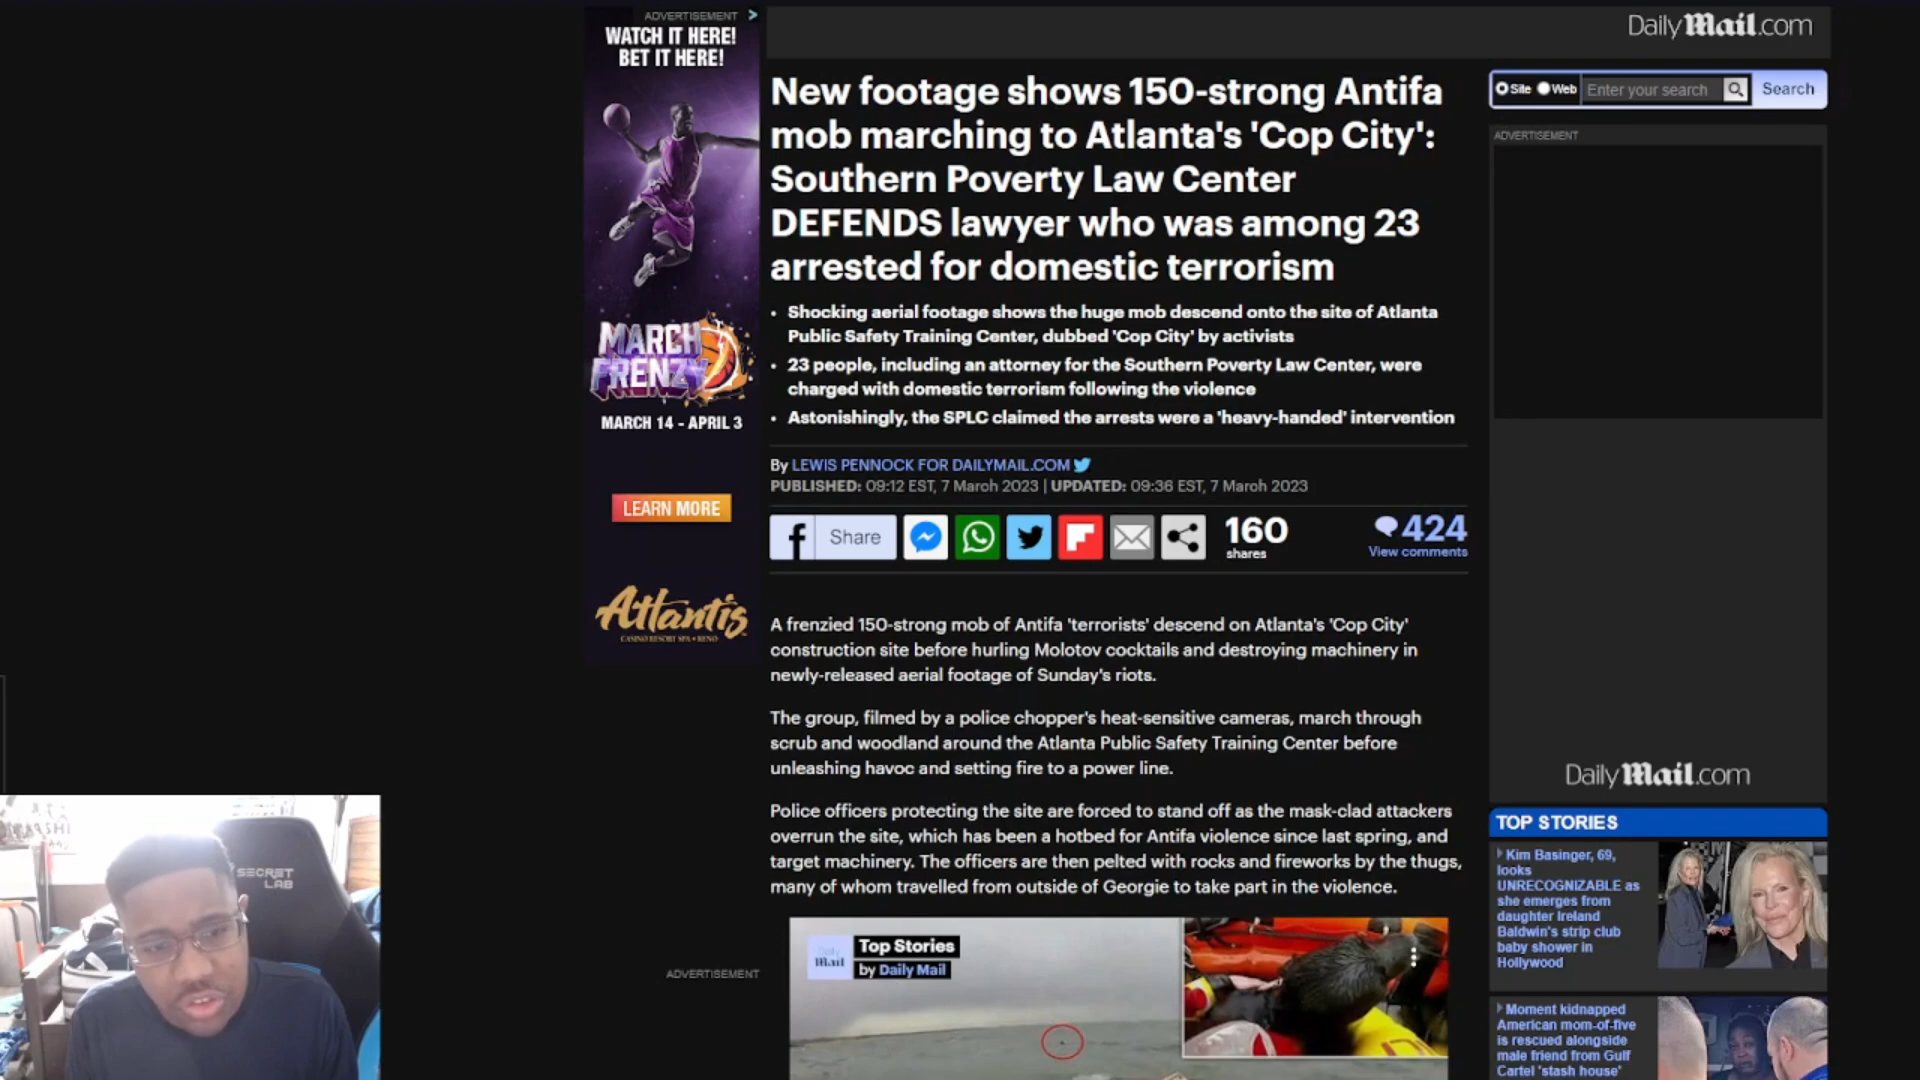 ADVERTISEMENT
WATCH IT HERE!
BET IT HERE!
MARCH
FRENZY
MARCH 14 - APRIL 3
LEARN MORE
Atlantis
CASINO RESORT SPA • RENO
ADVERTISEMENT
DailyMail.com
New footage shows 150-strong Antifa
mob marching to Atlanta's 'Cop City':
Southern Poverty Law Center
DEFENDS lawyer who was among 23
arrested for domestic terrorism
• Shocking aerial footage shows the huge mob descend onto the site of Atlanta
Public Safety Training Center, dubbed 'Cop City' by activists
• 23 people, including an attorney for the Southern Poverty Law Center, were
charged with domestic terrorism following the violence
• Astonishingly, the SPLC claimed the arrests were a 'heavy-handed' intervention
By LEWIS PENNOCK FOR DAILYMAIL.COM
PUBLISHED: 09:12 EST, 7 March 2023 | UPDATED: 09:36 EST, 7 March 2023
Share
160
shares
424
View comments
A frenzied 150-strong mob of Antifa 'terrorists' descend on Atlanta's 'Cop City'
construction site before hurling Molotov cocktails and destroying machinery in
newly-released aerial footage of Sunday's riots.
The group, filmed by a police chopper's heat-sensitive cameras, march through
scrub and woodland around the Atlanta Public Safety Training Center before
unleashing havoc and setting fire to a power line.
Police officers protecting the site are forced to stand off as the mask-clad attackers
overrun the site, which has been a hotbed for Antifa violence since last spring, and
target machinery. The officers are then pelted with rocks and fireworks by the thugs,
many of whom travelled from outside of Georgie to take part in the violence.
Daily
Mail
Top Stories
by Daily Mail
Site Web Enter your search Search
ADVERTISEMENT
DailyMail.com
TOP STORIES
Kim Basinger, 69,
looks
UNRECOGNIZABLE as
she emerges from
daughter Ireland
Baldwin's strip club
baby shower in
Hollywood
Moment kidnapped
American mom-of-five
is rescued alongside
male friend from Gulf
Cartel 'stash house'
SECRET
LAB